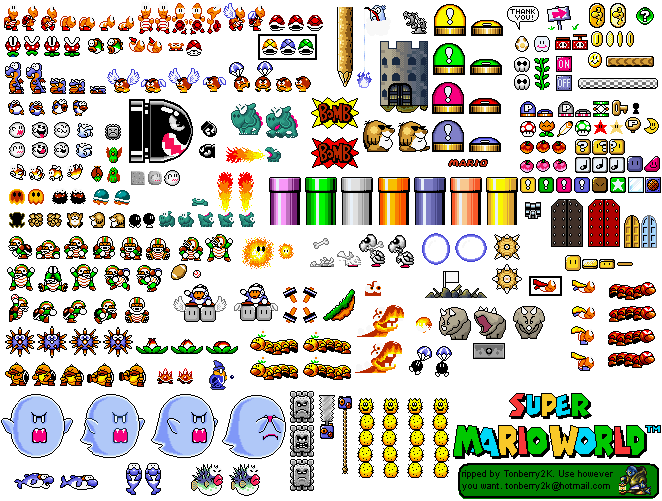 THANK
YOU!
ON
OFF
BOMB
BOMB
MARIO
P
P
SUPER
MARIO WORLD™
ripped by Tonberry2K. Use however
you want. tonberry2k@hotmail.com